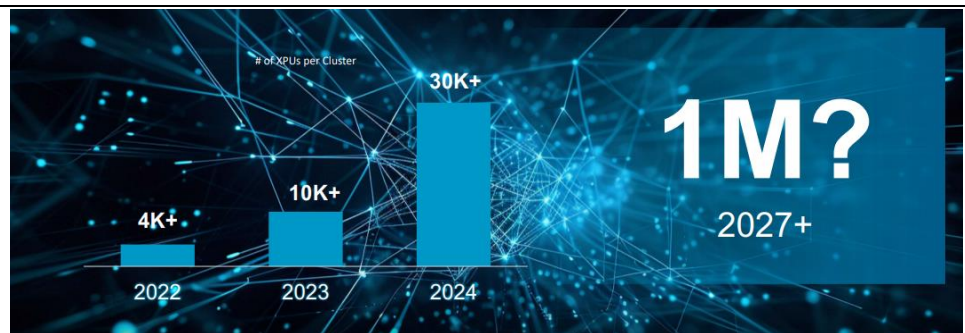 # of XPUs per Cluster
30K+
10K+
4K+
2022
2023
2024
1M?
2027+